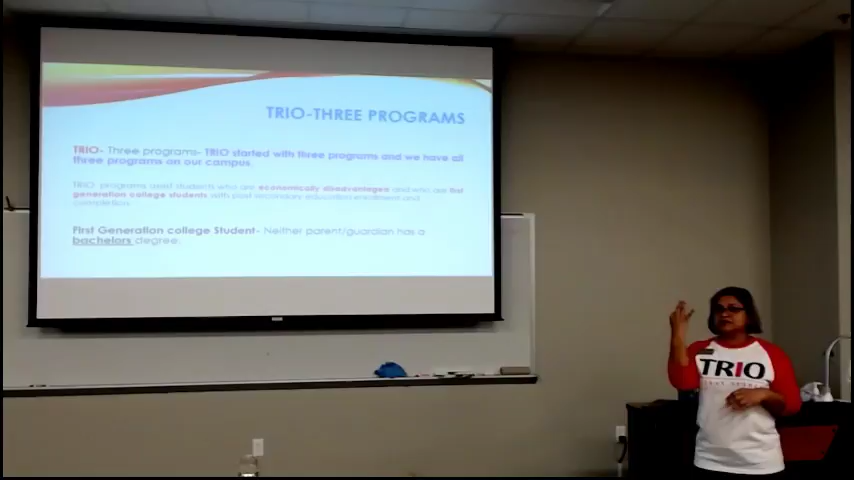 TRIO-THREE PROGRAMS
TRIO- Three programs- TRIO started with three programs and we have all
three programs on our campus.
TRIO programs used students who are economically disadvantaged and who are first
generation college students with post secondary education enrollment and
completion
First Generation college Student- Neither parent/guardian has a
bachelors degree.
TRIO